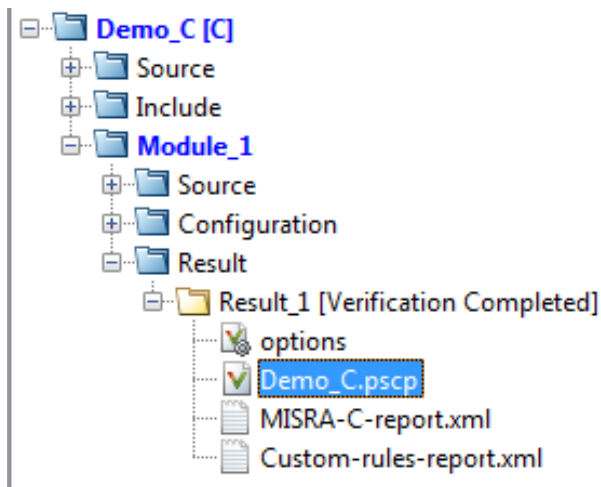 Demo_C [C]
Source
Include
Module_1
Source
Configuration
Result
Result_1 [Verification Completed]
options
Demo_C.pscp
MISRA-C-report.xml
Custom-rules-report.xml